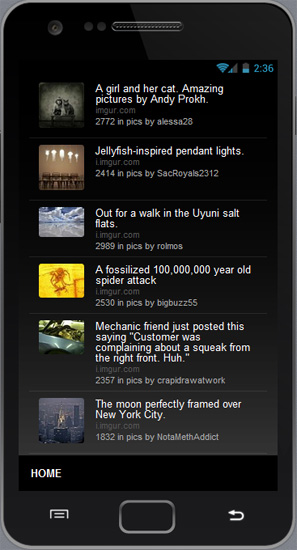 2:36
A girl and her cat. Amazing
pictures by Andy Prokh.
imgur.com
2772 in pics by alessa28
Jellyfish-inspired pendant lights.
i.imgur.com
2414 in pics by SacRoyals2312
Out for a walk in the Uyuni salt
flats.
i.imgur.com
2989 in pics by rolmos
A fossilized 100,000,000 year old
spider attack
i.imgur.com
2530 in pics by bigbuzz55
Mechanic friend just posted this
saying "Customer was
complaining about a squeak from
the right front. Huh."
i.imgur.com
2357 in pics by crapidrawatwork
The moon perfectly framed over
New York City.
i.imgur.com
1832 in pics by NotaMethAddict
HOME